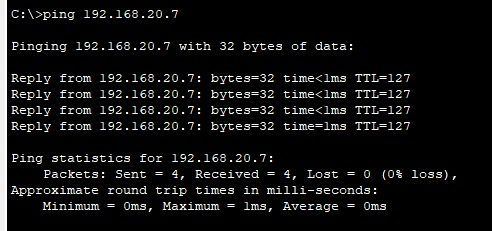 C:\>ping 192.168.20.7
Pinging 192.168.20.7 with 32 bytes of data:
Reply from 192.168.20.7: bytes=32 time<1ms TTL=127
Reply from 192.168.20.7: bytes=32 time<1ms TTL=127
Reply from 192.168.20.7: bytes=32 time<1ms TTL=127
Reply from 192.168.20.7: bytes=32 time=1ms TTL=127
Ping statistics for 192.168.20.7:
    Packets: Sent = 4, Received = 4, Lost = 0 (0% loss),
Approximate round trip times in milli-seconds:
    Minimum = 0ms, Maximum = 1ms, Average = 0ms